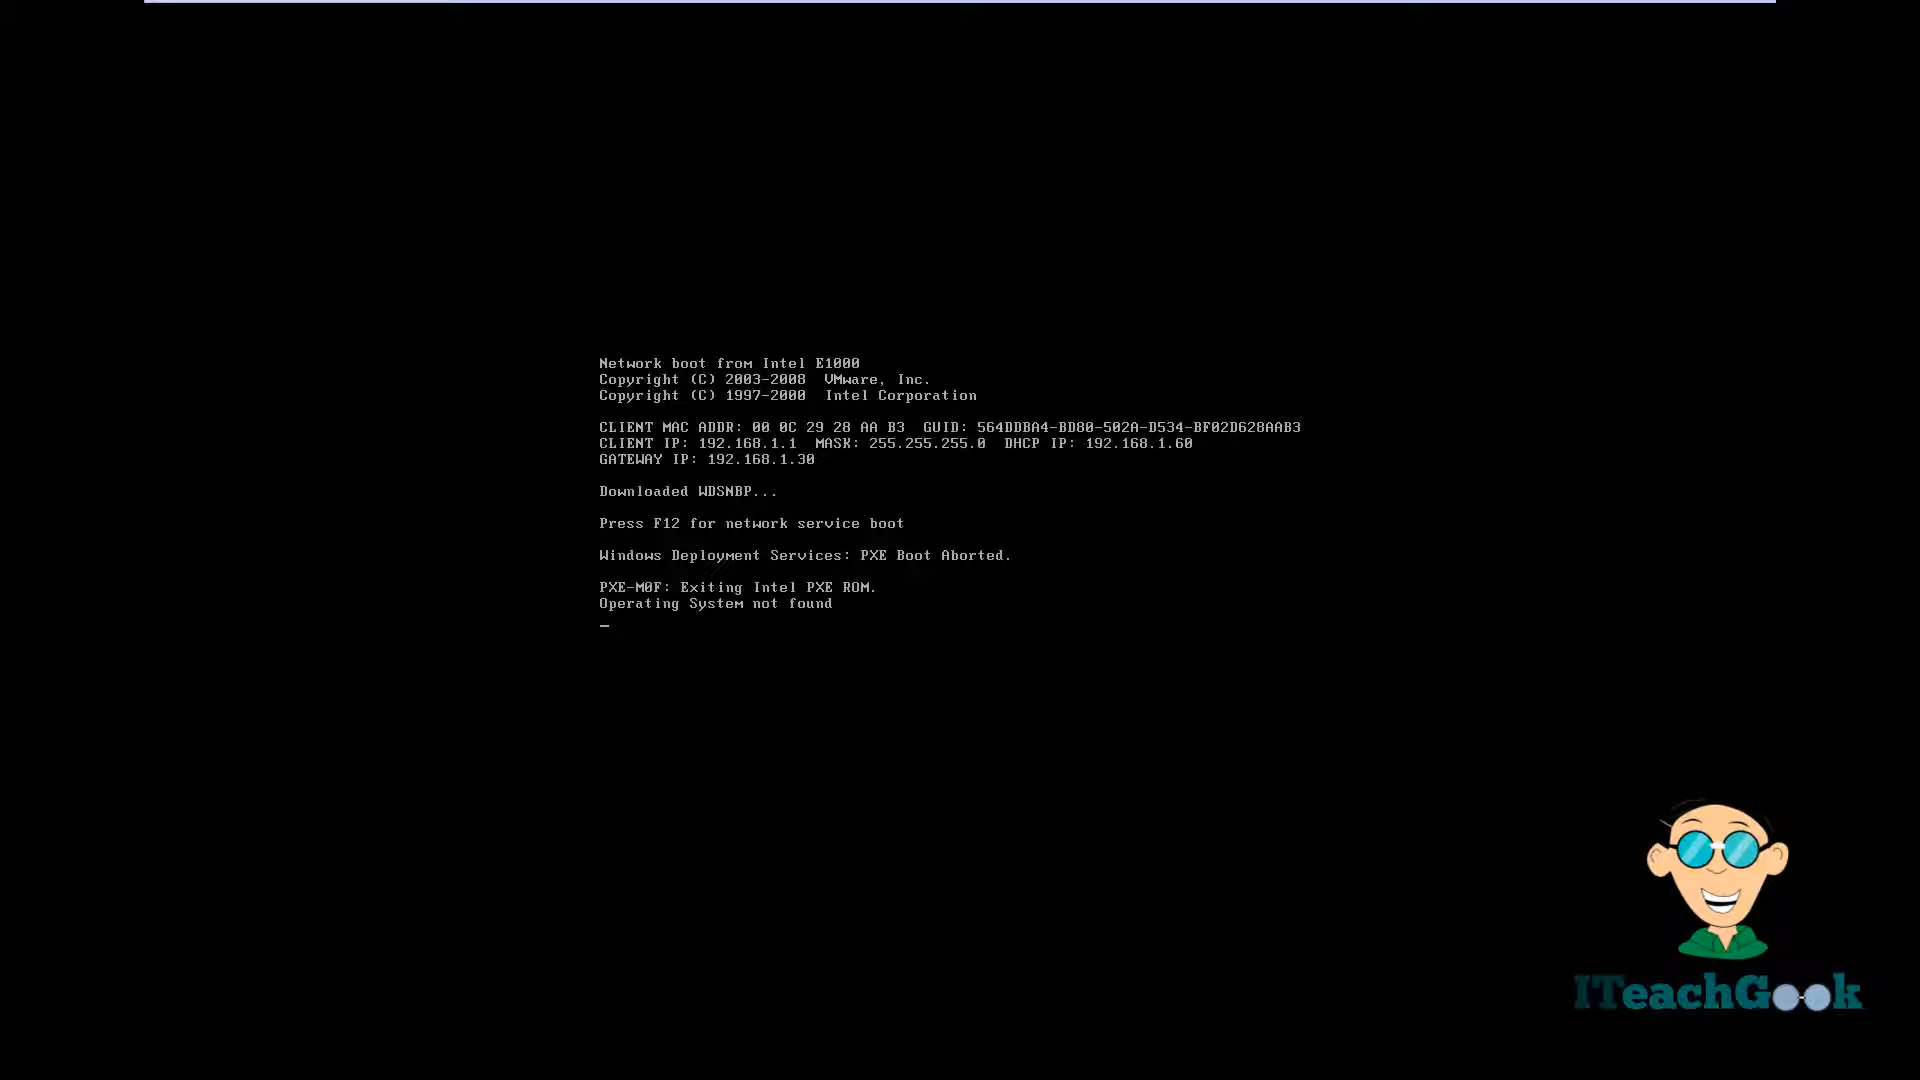 Network boot from Intel E1000
Copyright (C) 2003-2008  VMware, Inc.
Copyright (C) 1997-2000  Intel Corporation
CLIENT MAC ADDR: 00 0C 29 28 AA B3  GUID: 564DDBA4-BD80-502A-D534-BF02D628AAB3
CLIENT IP: 192.168.1.1  MASK: 255.255.255.0  DHCP IP: 192.168.1.60
GATEWAY IP: 192.168.1.30
Downloaded WDSNBP...
Press F12 for network service boot
Windows Deployment Services: PXE Boot Aborted.
PXE-M0F: Exiting Intel PXE ROM.
Operating System not found
_
ITeachGook